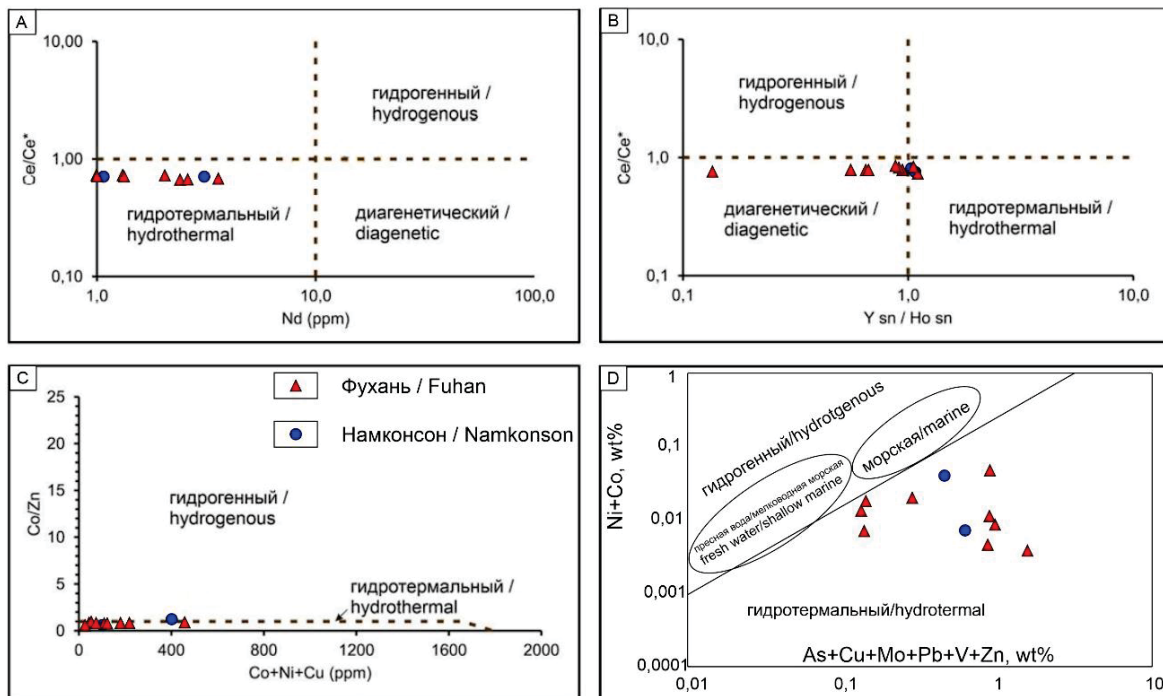 A
10,00
гидрогенный /
hydrogenous
Ce/Ce*
1,00
гидротермальный /
hydrothermal
диагенетический /
diagenetic
0,10
1,0
10,0
100,0
Nd (ppm)
B
10,0
гидрогенный /
hydrogenous
Ce/Ce*
1,0
диагенетический /
diagenetic
гидротермальный /
hydrothermal
0,1
0,1
1,0
10,0
Y sn / Ho sn
C
25
20
15
10
5
0
Co/Zn
Фухань / Fuhan
Намконсон / Namkonson
гидрогенный /
hydrogenous
гидротермальный /
hydrothermal
0
400
800
1200
1600
2000
Co+Ni+Cu (ppm)
D
1
0,1
0,01
0,001
0,0001
Ni+Co, wt%
гидрогенный/hydrotgenous
морская/marine
пресная вода/мелководная морская
fresh water/shallow marine
гидротермальный/hydrotermal
As+Cu+Mo+Pb+V+Zn, wt%
0,01
0,1
1
10